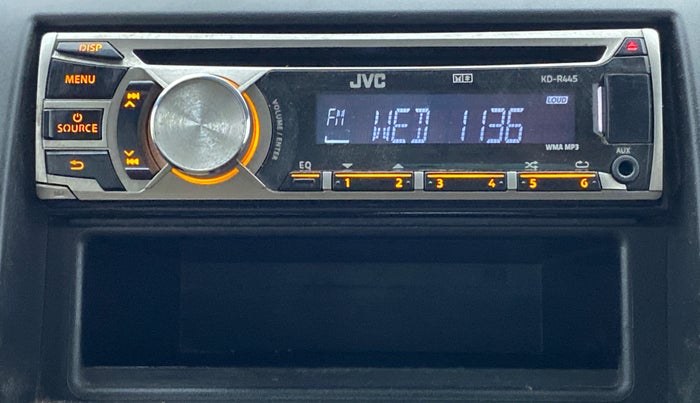 DISP
JVC
KD-R445
MENU
LOUD
FM WED 1136
SOURCE
VOLUME / ENTER
WMA MP3
AUX
EQ
1 2 3 4 5 6